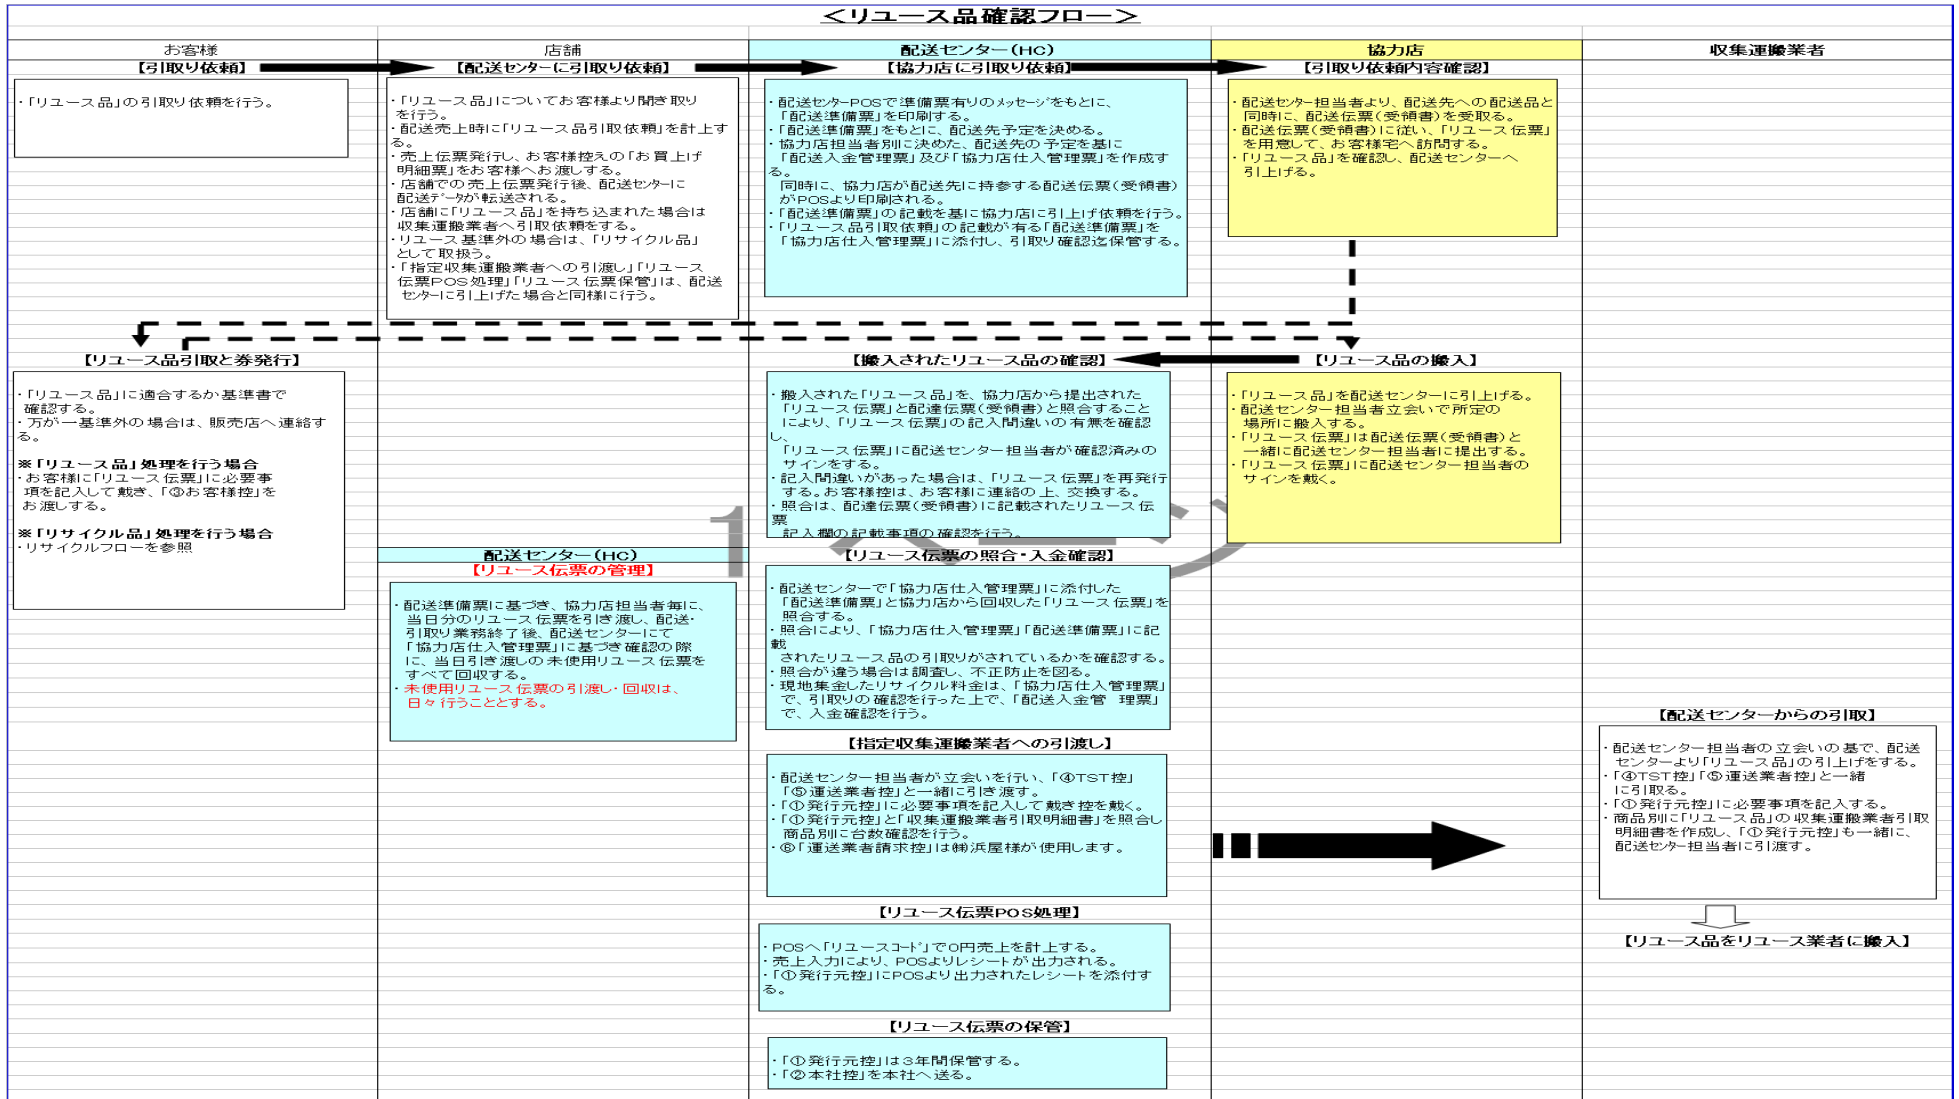 ＜リユース品確認フロー＞
お客様
店舗
配送センター(HC)
協力店
収集運搬業者
【引取り依頼】
【配送センターに引取り依頼】
【協力店に引取り依頼】
【引取り依頼内容確認】
・「リユース品」の引取り依頼を行う。
・「リユース品」についてお客様より聞き取り
を行う。
・配送売上時に「リユース品引取依頼」を計上す
る。
・売上伝票発行し、お客様控えの「お買上げ
明細票」をお客様へお渡しする。
・店舗での売上伝票発行後、配送センターに
配送データが転送される。
・店舗に「リユース品」を持ち込まれた場合は
収集運搬業者へ引取依頼をする。
・リユース基準外の場合は、「リサイクル品」
として取扱う。
・「指定収集運搬業者への引渡し」「リユース
伝票POS処理」「リユース伝票保管」は、配送
センターに引上げた場合と同様に行う。
・配送センターPOSで準備票有りのメッセージをもとに、
「配送準備票」を印刷する。
・「配送準備票」をもとに、配送先予定を決める。
・協力店担当者別に決めた、配送先の予定を基に
「配送入金管理票」及び「協力店仕入管理票」を作成す
る。
同時に、協力店が配送先に持参する配送伝票(受領書)
がPOSより印刷される。
・「配送準備票」の記載を基に協力店に引上げ依頼を行う。
・「リユース品引取依頼」の記載が有る「配送準備票」を
「協力店仕入管理票」に添付し、引取り確認迄保管する。
・配送センター担当者より、配送先への配送品と
同時に、配送伝票(受領書)を受取る。
・配送伝票(受領書)に従い、「リユース伝票」
を用意して、お客様宅へ訪問する。
・「リユース品」を確認し、配送センターへ
引上げる。
【リユース品引取と券発行】
【搬入されたリユース品の確認】
【リユース品の搬入】
・「リユース品」に適合するか基準書で
確認する。
・万が一基準外の場合は、販売店へ連絡す
る。
※「リユース品」処理を行う場合
・お客様に「リユース伝票」に必要事
項を記入して戴き、「③お客様控」を
お渡しする。
※「リサイクル品」処理を行う場合
・リサイクルフローを参照
・搬入された「リユース品」を、協力店から提出された
「リユース伝票」と配達伝票(受領書)と照合すること
により、「リユース伝票」の記入間違いの有無を確認
し、
「リユース伝票」に配送センター担当者が確認済みの
サインをする。
・記入間違いがあった場合は、「リユース伝票」を再発行
する。お客様控は、お客様に連絡の上、交換する。
・照合は、配達伝票(受領書)に記載されたリユース伝
票
記入欄の記載事項の確認を行う。
・「リユース品」を配送センターに引上げる。
・配送センター担当者立会いで所定の
場所に搬入する。
・「リユース伝票」は配送伝票(受領書)と
一緒に配送センター担当者に提出する。
・「リユース伝票」に配送センター担当者の
サインを戴く。
1ページ
配送センター(HC)
【リユース伝票の管理】
・配送準備票に基づき、協力店担当者毎に、
当日分のリユース伝票を引き渡し、配送・
引取り業務終了後、配送センターにて
「協力店仕入管理票」に基づき確認の際
に、当日引き渡しの未使用リユース伝票を
すべて回収する。
・未使用リユース伝票の引渡し・回収は、
日々行うこととする。
【リユース伝票の照合・入金確認】
・配送センターで「協力店仕入管理票」に添付した
「配送準備票」と協力店から回収した「リユース伝票」を
照合する。
・照合により、「協力店仕入管理票」「配送準備票」に記
載
されたリユース品の引取りがされているかを確認する。
・照合が違う場合は調査し、不正防止を図る。
・現地集金したリサイクル料金は、「協力店仕入管理票」
で、引取りの確認を行った上で、「配送入金管　理票」
で、入金確認を行う。
【指定収集運搬業者への引渡し】
・配送センター担当者が立会いを行い、「④TST控」
「⑤運送業者控」と一緒に引き渡す。
・「①発行元控」に必要事項を記入して戴き控を戴く。
・「①発行元控」と「収集運搬業者引取明細書」を照合し
商品別に台数確認を行う。
・⑥「運送業者請求控」は㈱浜屋様が使用します。
【配送センターからの引取】
・配送センター担当者の立会いの基で、配送
センターより「リユース品」の引上げをする。
・「④TST控」「⑤運送業者控」と一緒
に引取る。
・「①発行元控」に必要事項を記入する。
・商品別に「リユース品」の収集運搬業者引取
明細書を作成し、「①発行元控」も一緒に、
配送センター担当者に引渡す。
【リユース品をリユース業者に搬入】
【リユース伝票POS処理】
・POSへ「リユースコード」で0円売上を計上する。
・売上入力により、POSよりレシートが出力される。
・「①発行元控」にPOSより出力されたレシートを添付す
る。
【リユース伝票の保管】
・「①発行元控」は3年間保管する。
・「②本社控」を本社へ送る。